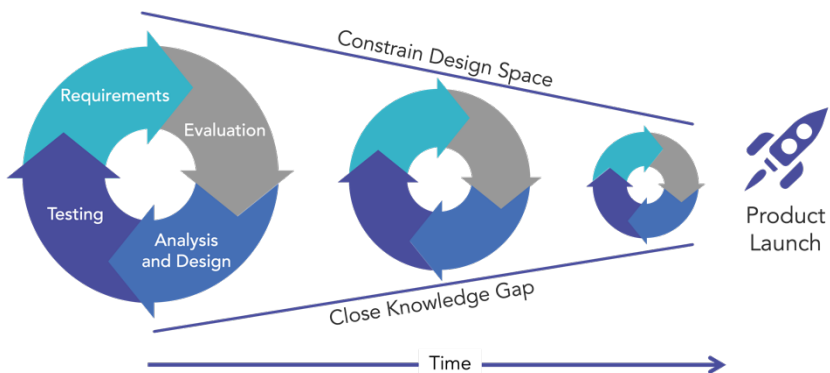 Constrain Design Space
Requirements
Evaluation
Testing
Analysis
and Design
Product
Launch
Close Knowledge Gap
Time